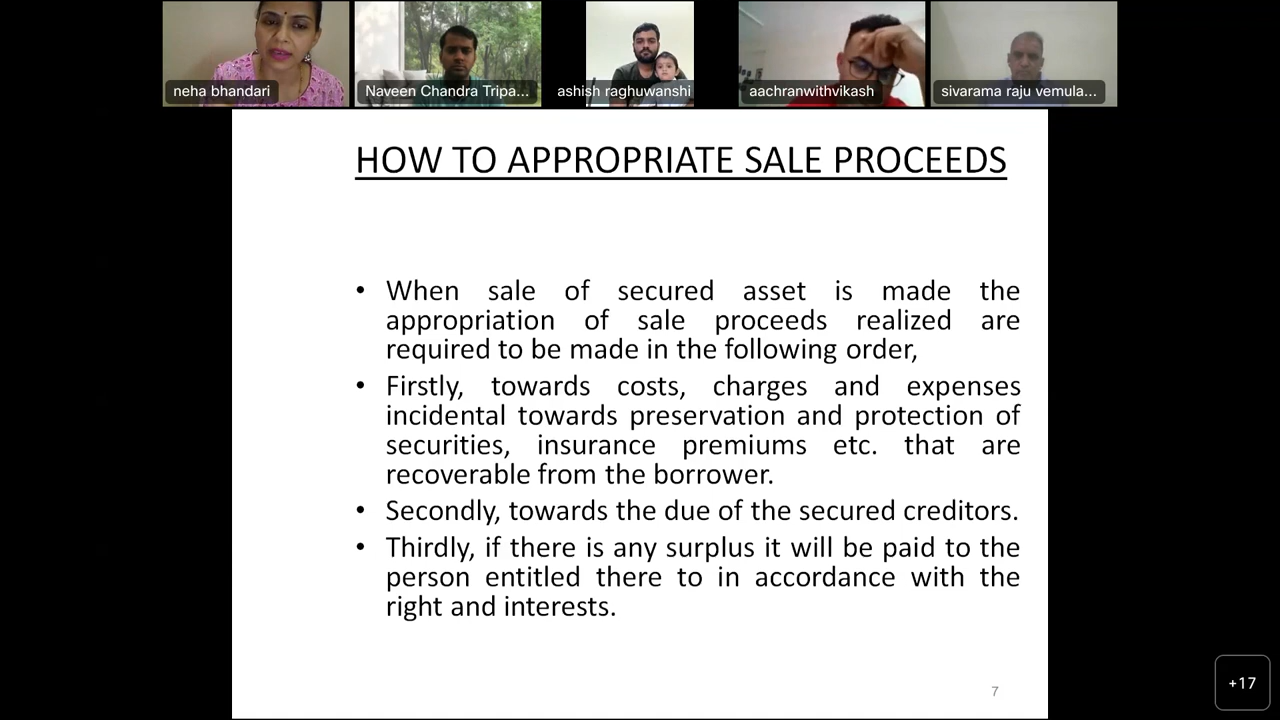 neha bhandari
Naveen Chandra Tripa...
ashish raghuwanshi
aachranwithvikash
sivarama raju vemula...
HOW TO APPROPRIATE SALE PROCEEDS
• When sale of secured asset is made the
appropriation of sale proceeds realized are
required to be made in the following order,
• Firstly, towards costs, charges and expenses
incidental towards preservation and protection of
securities, insurance premiums etc. that are
recoverable from the borrower.
• Secondly, towards the due of the secured creditors.
• Thirdly, if there is any surplus it will be paid to the
person entitled there to in accordance with the
right and interests.
7
+17